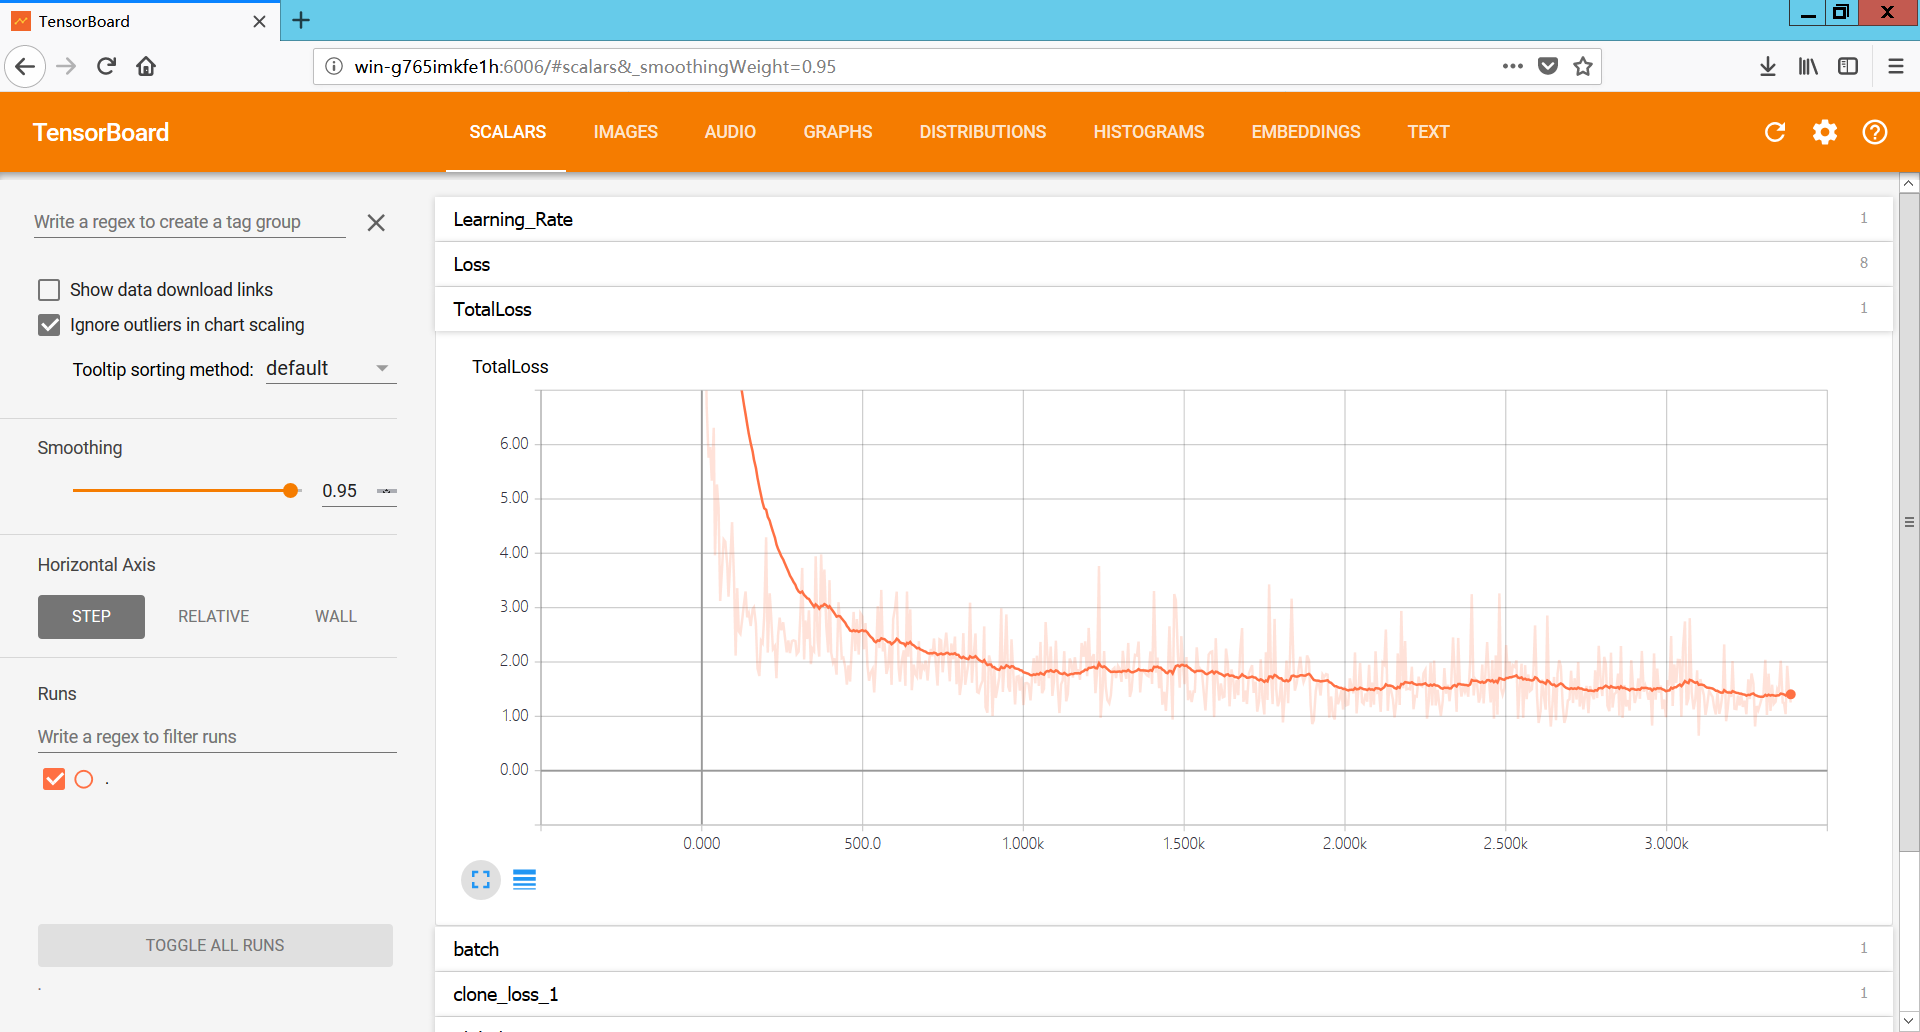 TensorBoard
win-g765imkfe1h:6006/#scalars&_smoothingWeight=0.95
TensorBoard
SCALARS IMAGES AUDIO GRAPHS DISTRIBUTIONS HISTOGRAMS EMBEDDINGS TEXT
Write a regex to create a tag group
Show data download links
Ignore outliers in chart scaling
Tooltip sorting method: default
Smoothing
0.95
Horizontal Axis
STEP RELATIVE WALL
Runs
Write a regex to filter runs
.
TOGGLE ALL RUNS
.
Learning_Rate 1
Loss 8
TotalLoss 1
TotalLoss
6.00
5.00
4.00
3.00
2.00
1.00
0.00
0.000 500.0 1.000k 1.500k 2.000k 2.500k 3.000k
batch 1
clone_loss_1 1